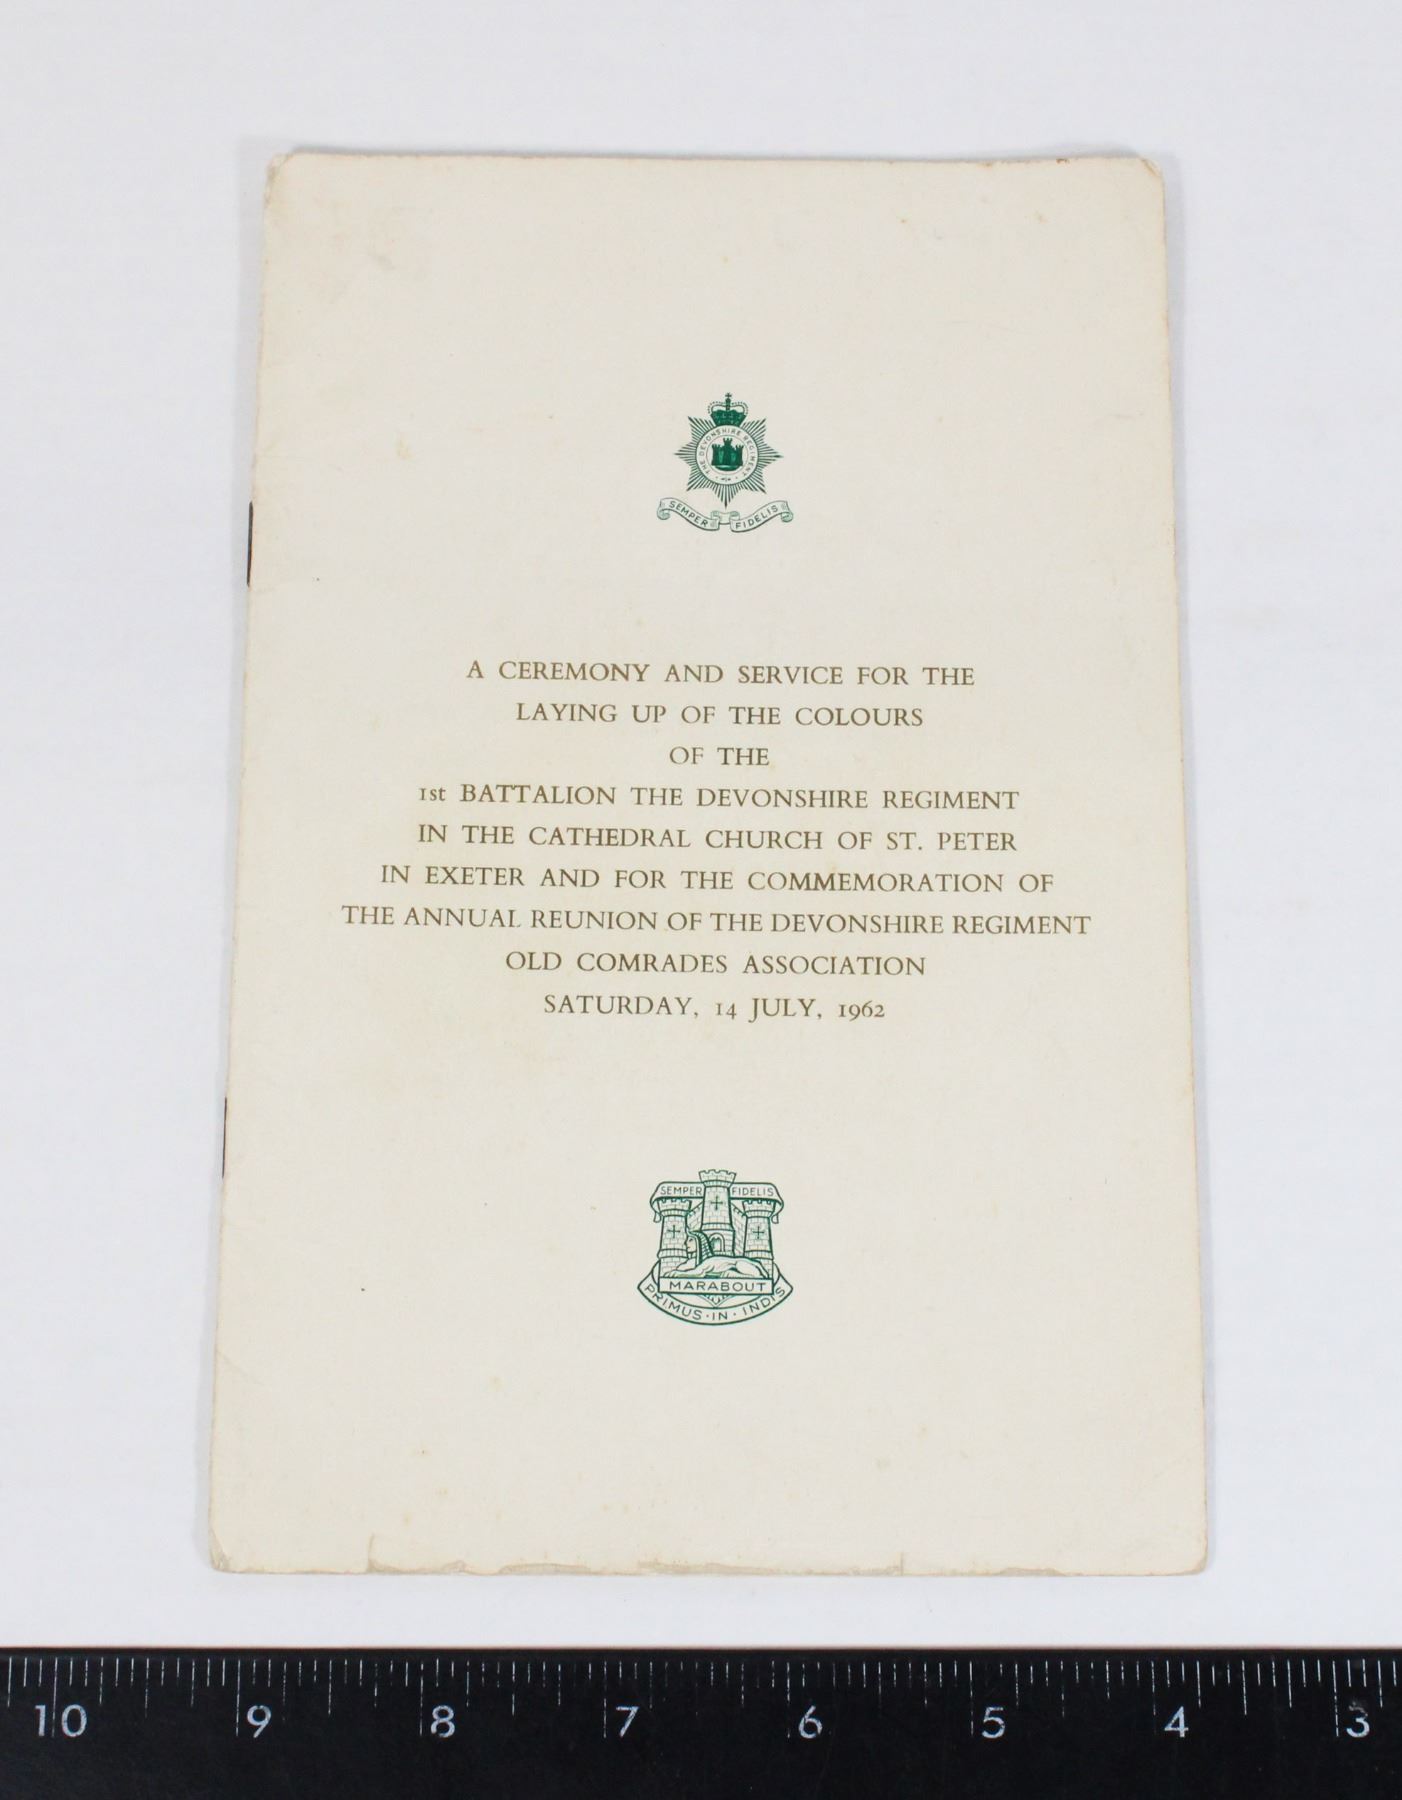 THE DEVONSHIRE REGIMENT
SEMPER FIDELIS
A CEREMONY AND SERVICE FOR THE
LAYING UP OF THE COLOURS
OF THE
1st BATTALION THE DEVONSHIRE REGIMENT
IN THE CATHEDRAL CHURCH OF ST. PETER
IN EXETER AND FOR THE COMMEMORATION OF
THE ANNUAL REUNION OF THE DEVONSHIRE REGIMENT
OLD COMRADES ASSOCIATION
SATURDAY, 14 JULY, 1962
SEMPER FIDELIS
MARABOUT
PRIMUS·IN·INDIS
10 9 8 7 6 5 4 3